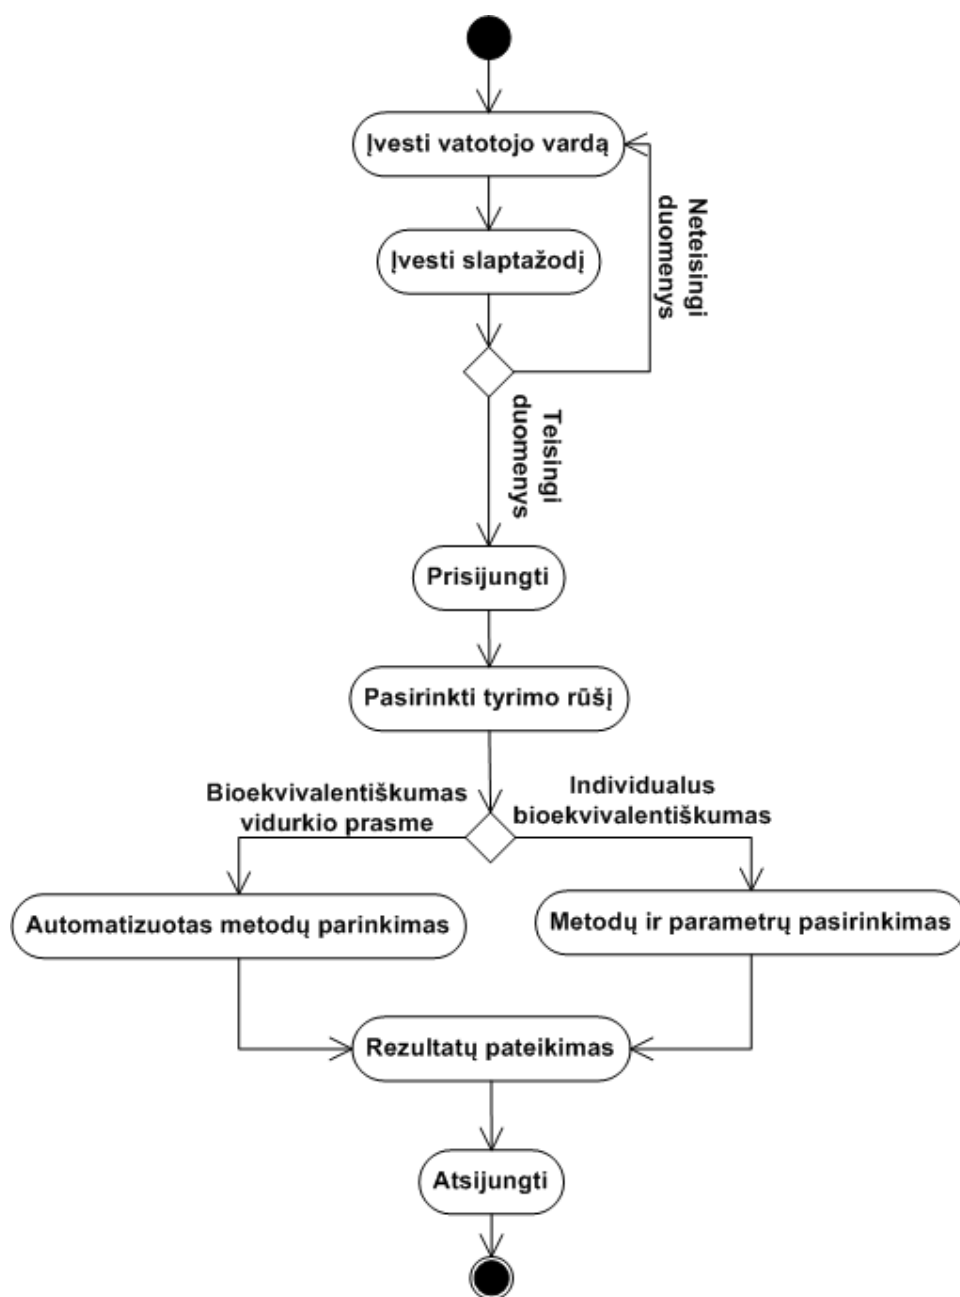 Įvesti vatotojo vardą
Neteisingi
duomenys
Įvesti slaptažodį
Teisingi
duomenys
Prisijungti
Pasirinkti tyrimo rūšį
Bioekvivalentiškumas
vidurkio prasme
Individualus
bioekvivalentiškumas
Automatizuotas metodų parinkimas
Metodų ir parametrų pasirinkimas
Rezultatų pateikimas
Atsijungti